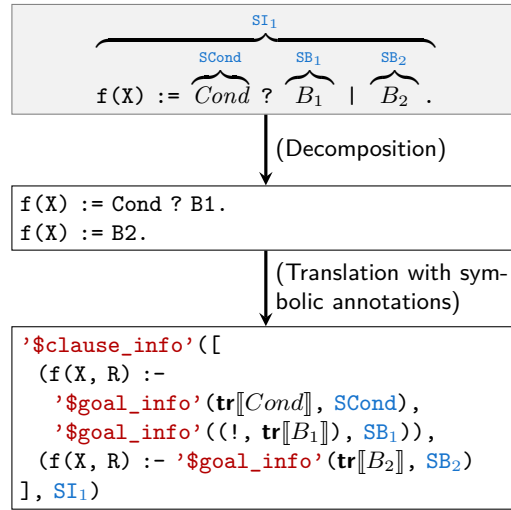 SI₁
SCond SB₁ SB₂
f(X) := Cond ? B₁ | B₂ .
(Decomposition)
f(X) := Cond ? B1.
f(X) := B2.
(Translation with sym-
bolic annotations)
'$clause_info'([
(f(X, R) :-
'$goal_info'(tr⟦Cond⟧, SCond),
'$goal_info'((!, tr⟦B₁⟧), SB₁)),
(f(X, R) :- '$goal_info'(tr⟦B₂⟧, SB₂)
], SI₁)